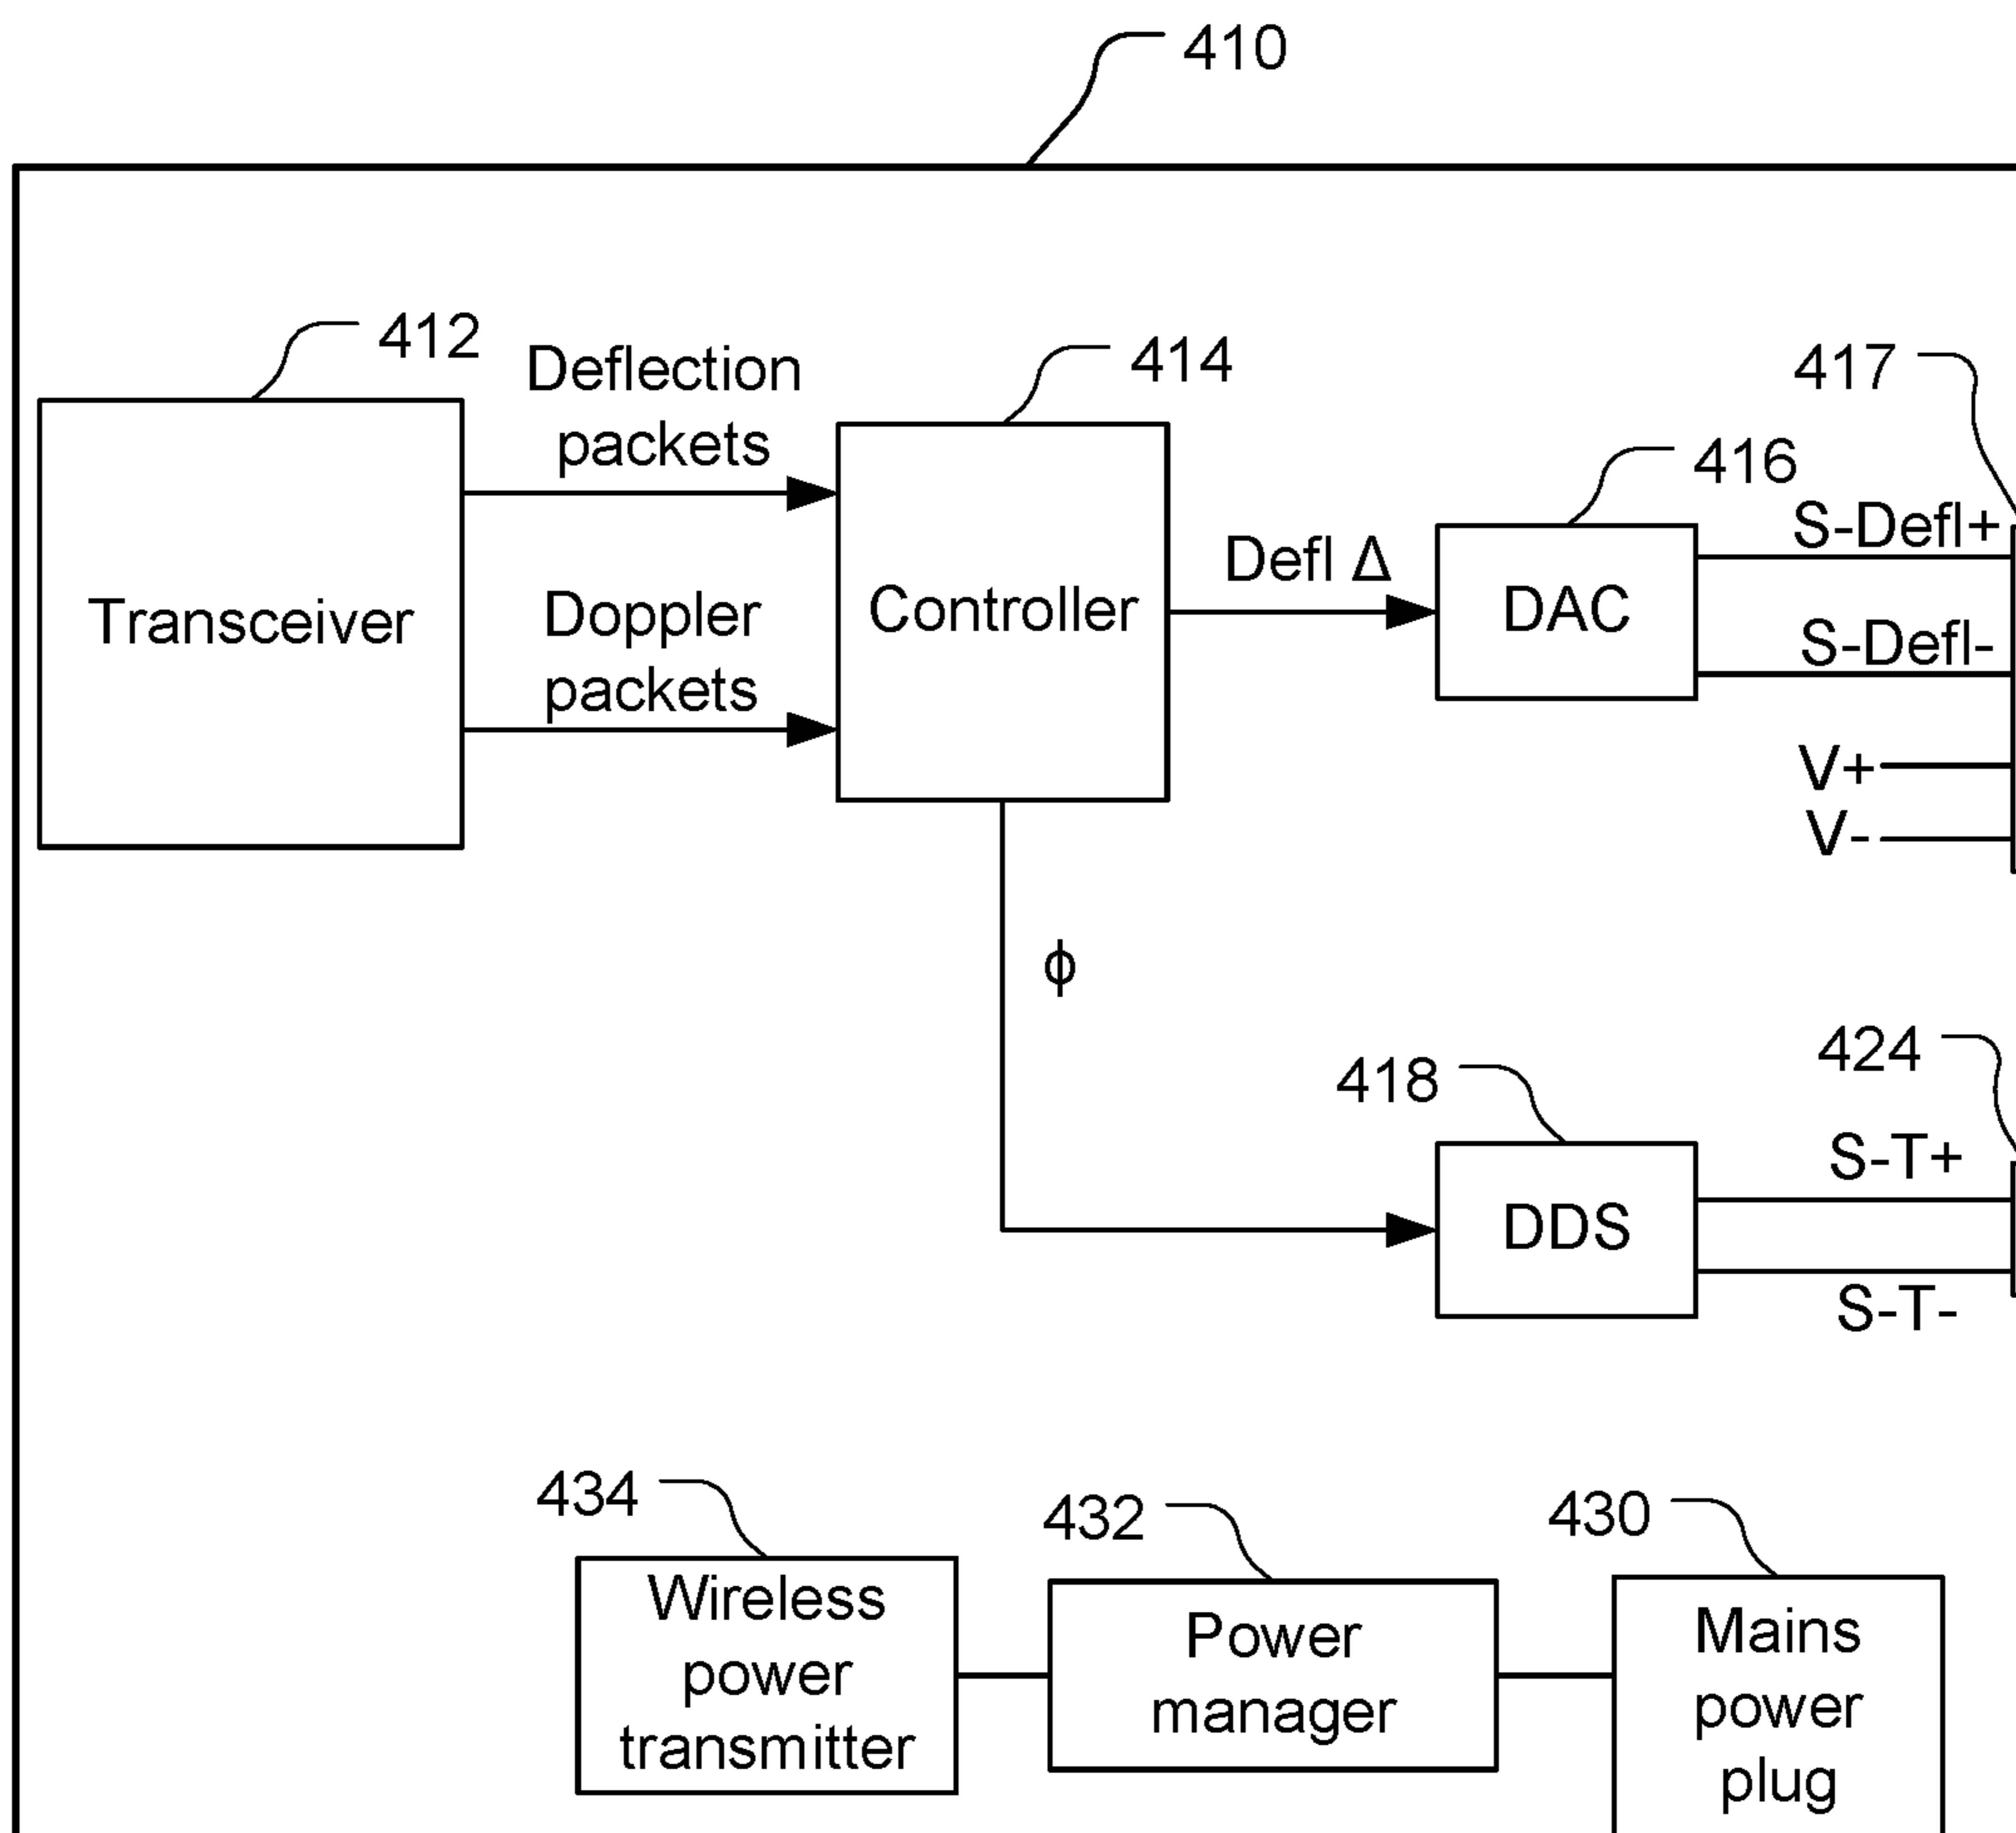 410
412
Deflection
packets
414
417
416
S-Defl+
Transceiver
Doppler
packets
Controller
Defl Δ
DAC
S-Defl-
V+
V-
ϕ
418
424
S-T+
DDS
S-T-
434
432
430
Wireless
power
transmitter
Power
manager
Mains
power
plug